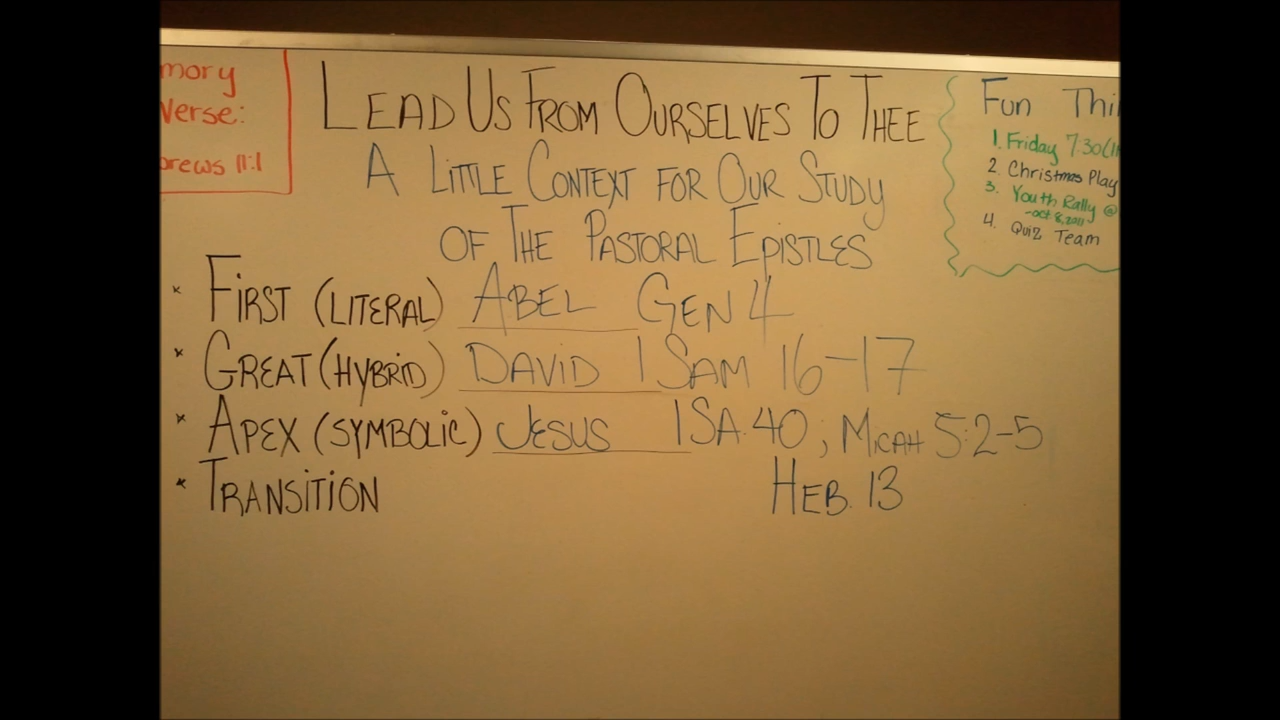 mory
Verse:
brews 11:1
LEAD US FROM OURSELVES TO THEE
A LITTLE CONTEXT FOR OUR STUDY
OF THE PASTORAL EPISTLES
* FIRST (LITERAL) ABEL GEN 4
* GREAT (HYBRID) DAVID I SAM 16-17
* APEX (SYMBOLIC) JESUS ISA. 40; MICAH 5:2-5
* TRANSITION HEB. 13
Fun Thi
1. Friday 7:30
2. Christmas Play
3. Youth Rally @
-oct 8, 2011
4. Quiz Team